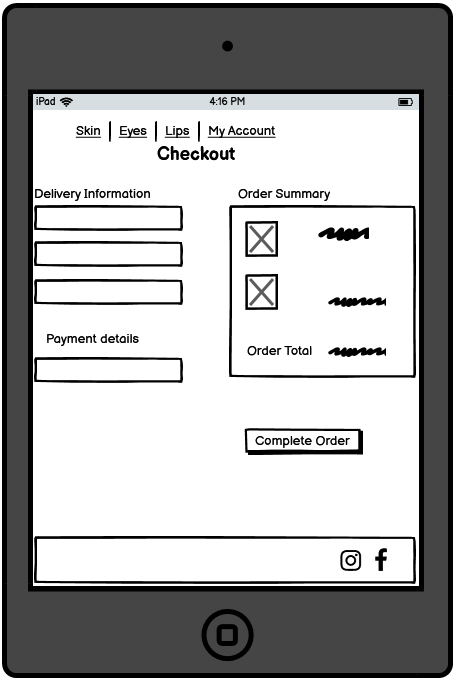 iPad 4:16 PM
Skin Eyes Lips My Account
Checkout
Delivery Information
Order Summary
Payment details
Order Total
Complete Order